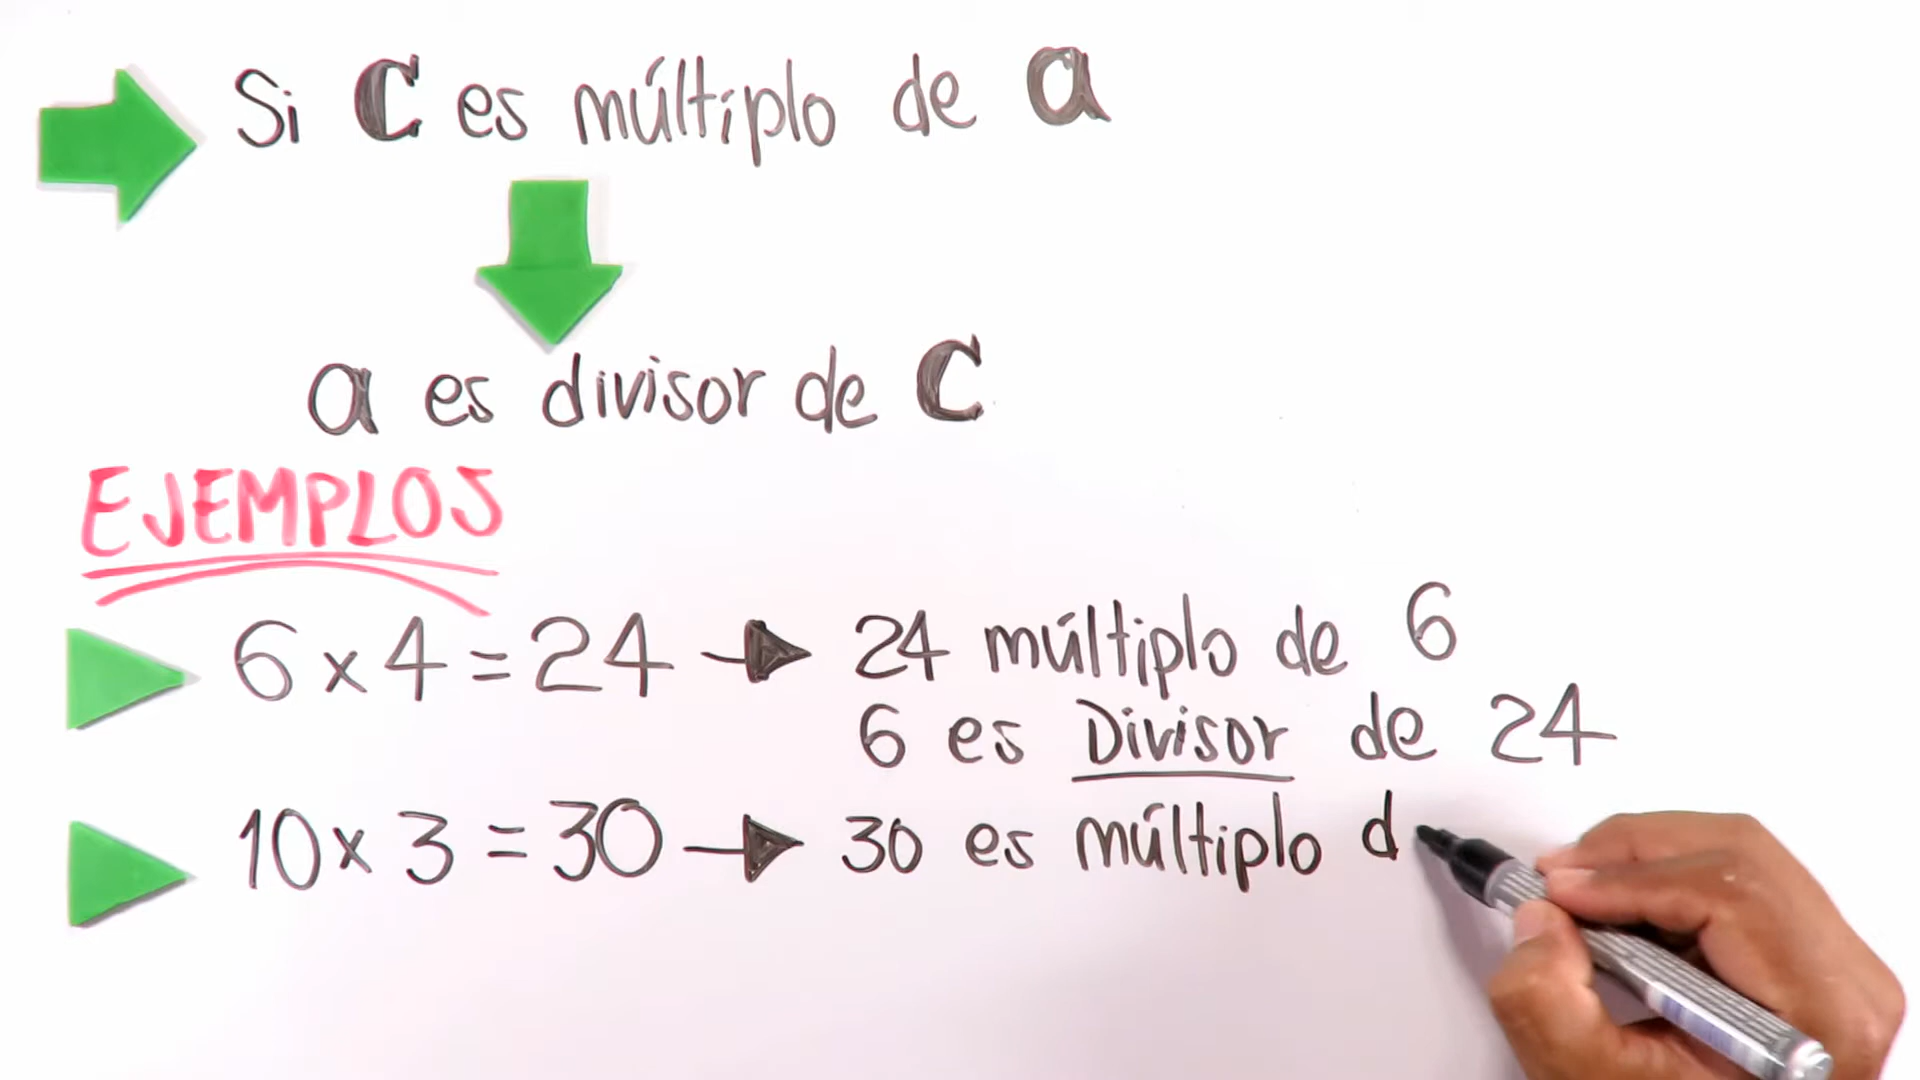 Si C es múltiplo de a
a es divisor de C
EJEMPLOS
6 x 4 = 24 → 24 múltiplo de 6
6 es Divisor de 24
10 x 3 = 30 → 30 es múltiplo d